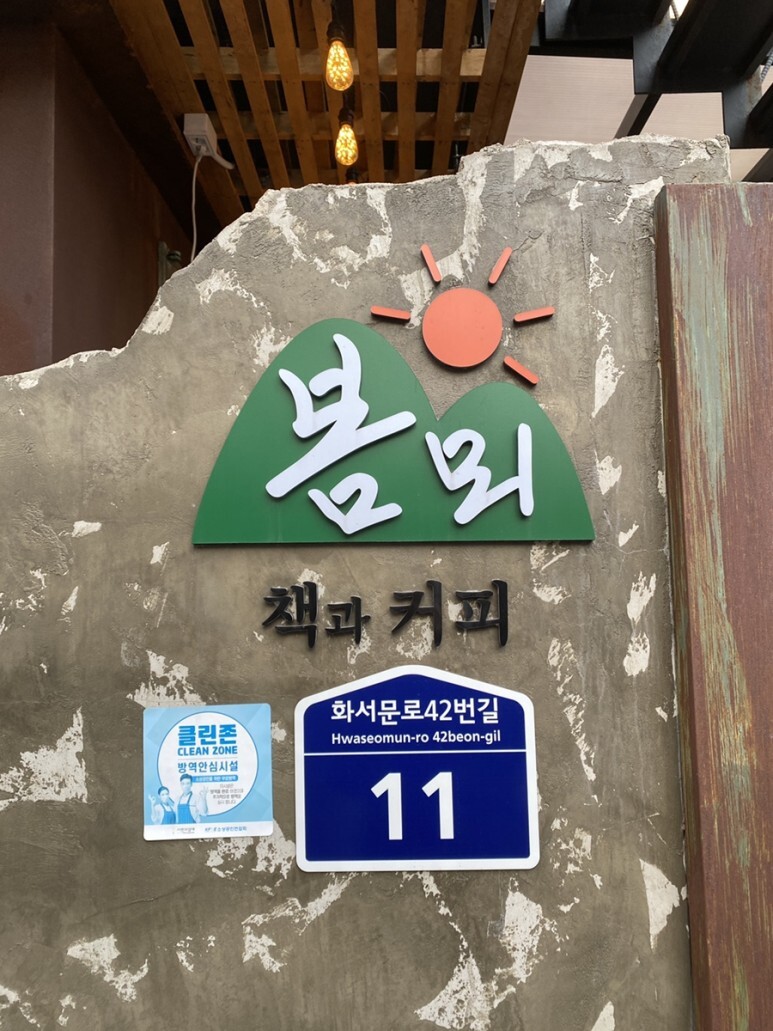 봄뫼
책과 커피
화서문로42번길
Hwaseomun-ro 42beon-gil
11
클린존
CLEAN ZONE
방역안심시설